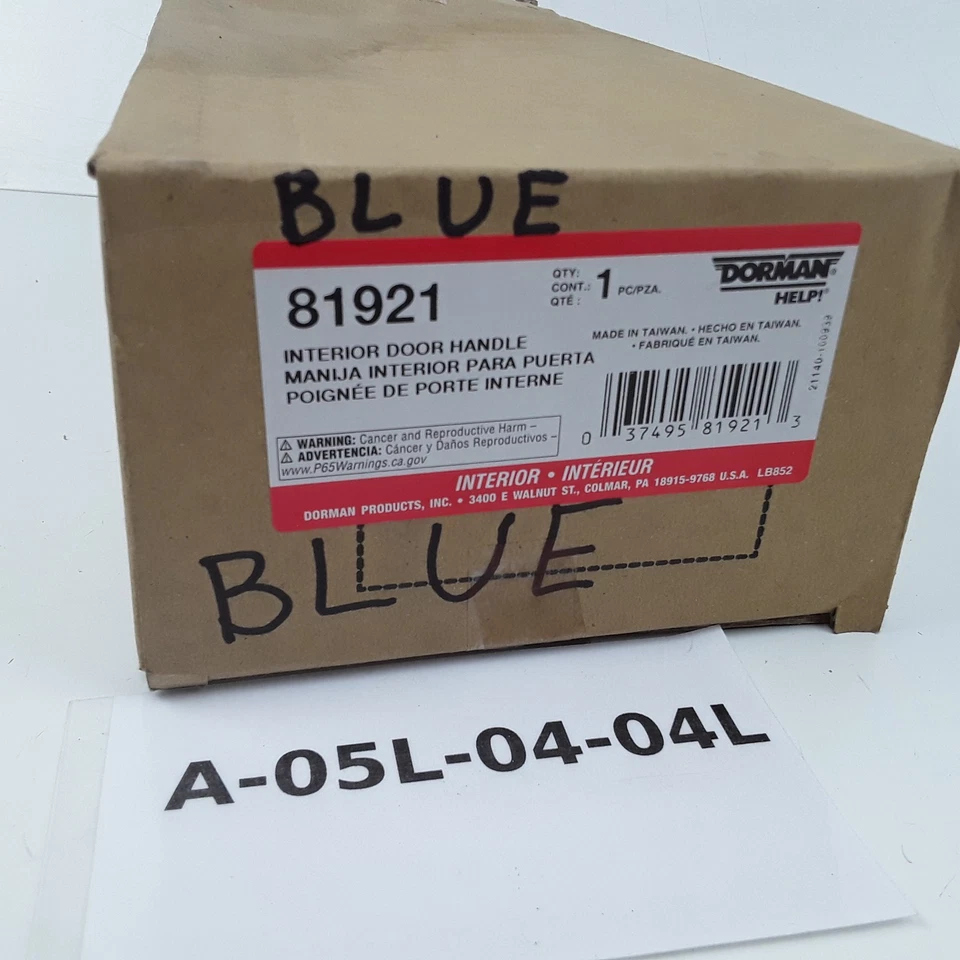 BLUE
81921
QTY:
CONT.: 1 PC/PZA.
QTÉ :
DORMAN®
HELP!®
INTERIOR DOOR HANDLE
MANIJA INTERIOR PARA PUERTA
POIGNÉE DE PORTE INTERNE
MADE IN TAIWAN. • HECHO EN TAIWAN.
• FABRIQUÉ EN TAIWAN.
0 37495 81921 3
WARNING: Cancer and Reproductive Harm –
ADVERTENCIA: Cáncer y Daños Reproductivos –
www.P65Warnings.ca.gov
INTERIOR • INTÉRIEUR
LB852
DORMAN PRODUCTS, INC. • 3400 E WALNUT ST., COLMAR, PA 18915-9768 U.S.A.
BLUE
A-05L-04-04L